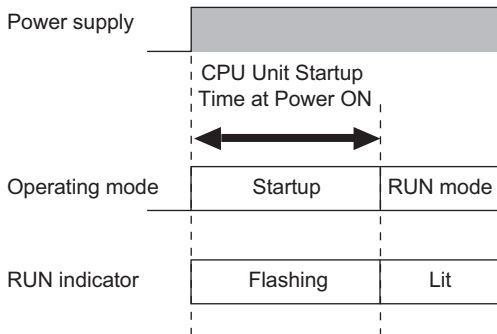 Power supply
CPU Unit Startup
Time at Power ON
Operating mode
Startup
RUN mode
RUN indicator
Flashing
Lit